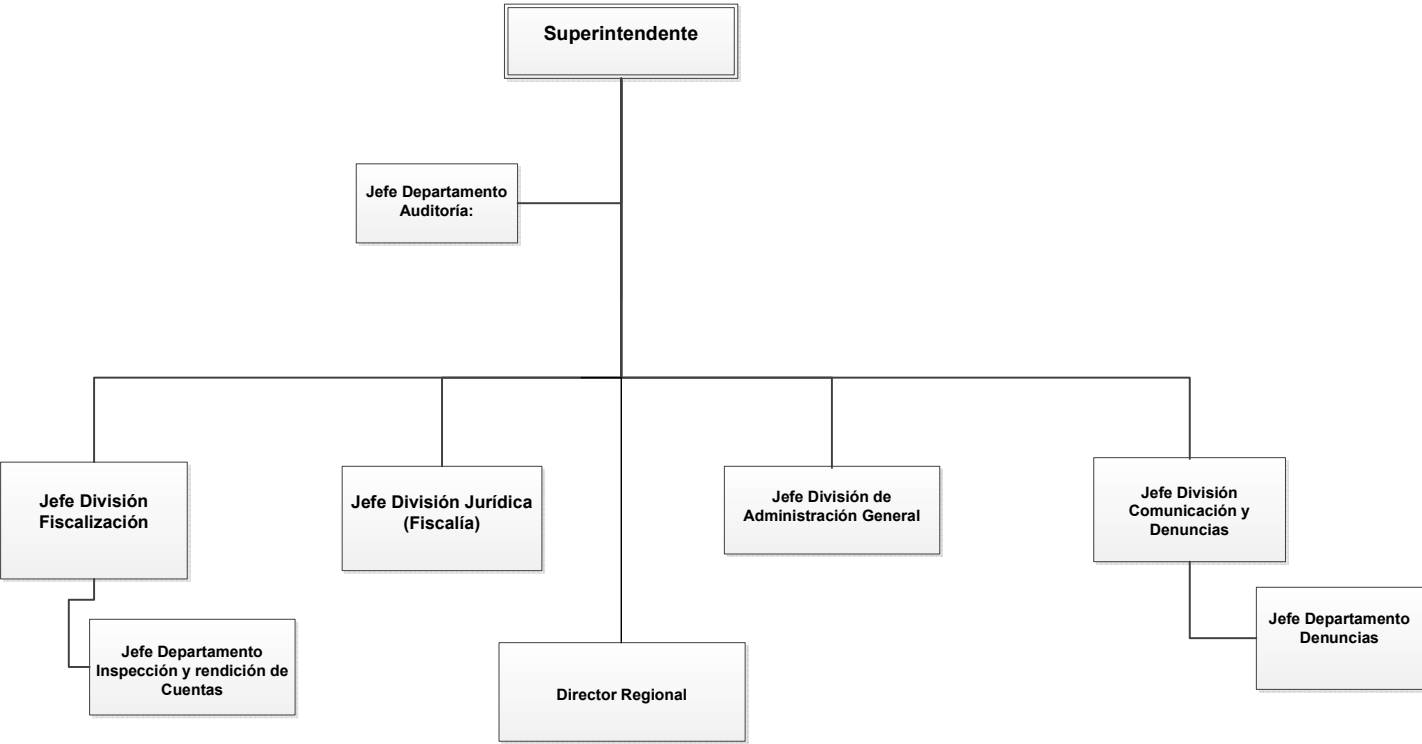 Superintendente
Jefe Departamento
Auditoría:
Jefe División
Fiscalización
Jefe División Jurídica
(Fiscalía)
Jefe División de
Administración General
Jefe División
Comunicación y
Denuncias
Jefe Departamento
Inspección y rendición de
Cuentas
Director Regional
Jefe Departamento
Denuncias